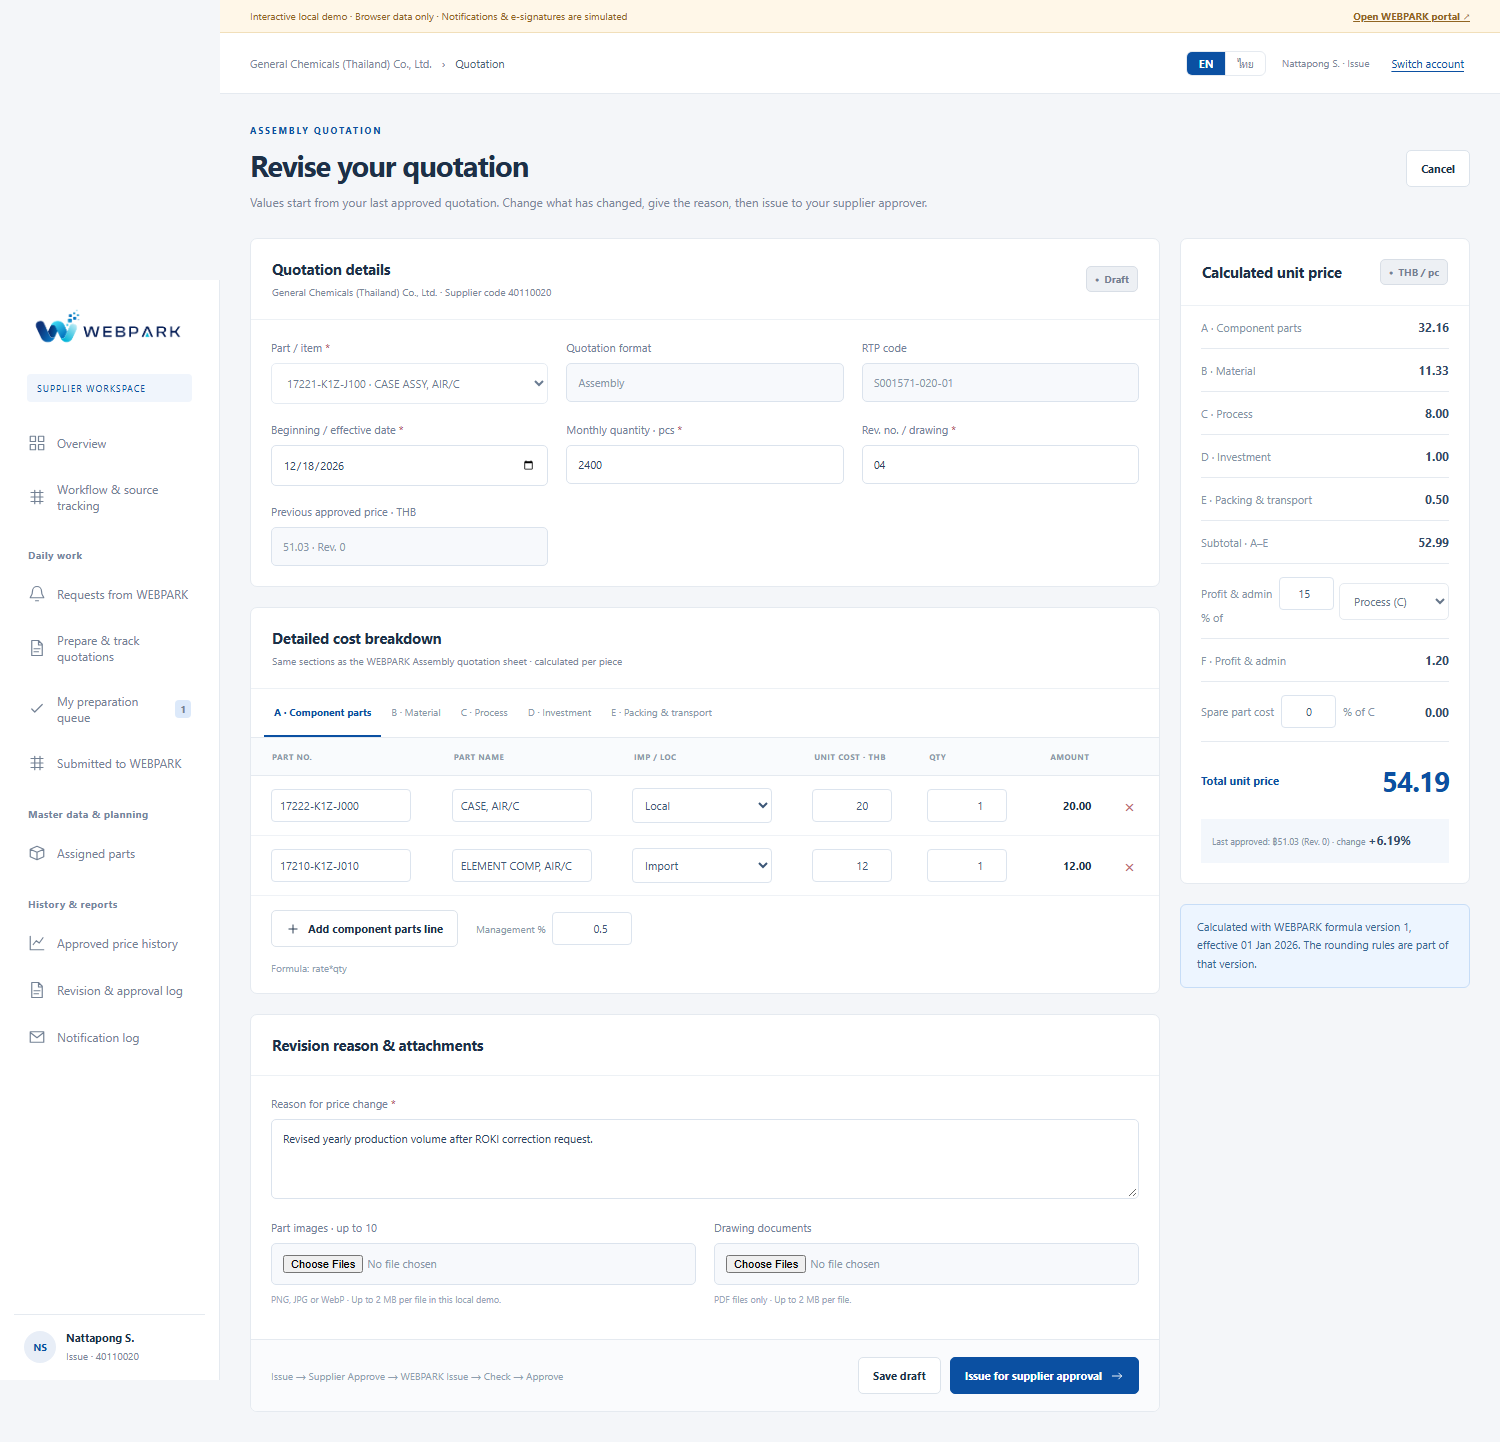 Interactive local demo · Browser data only · Notifications & e-signatures are simulated
Open WEBPARK portal ↗
General Chemicals (Thailand) Co., Ltd. › Quotation
EN ไทย
Nattapong S. · Issue
Switch account
ASSEMBLY QUOTATION
Revise your quotation
Values start from your last approved quotation. Change what has changed, give the reason, then issue to your supplier approver.
Cancel
WEBPARK
SUPPLIER WORKSPACE
Overview
Workflow & source
tracking
Daily work
Requests from WEBPARK
Prepare & track
quotations
My preparation
queue
1
Submitted to WEBPARK
Master data & planning
Assigned parts
History & reports
Approved price history
Revision & approval log
Notification log
NS
Nattapong S.
Issue · 40110020
Quotation details
General Chemicals (Thailand) Co., Ltd. · Supplier code 40110020
• Draft
Part / item *
17221-K1Z-J100 · CASE ASSY, AIR/C
Quotation format
Assembly
RTP code
S001571-020-01
Beginning / effective date *
12/18/2026
Monthly quantity · pcs *
2400
Rev. no. / drawing *
04
Previous approved price · THB
51.03 · Rev. 0
Detailed cost breakdown
Same sections as the WEBPARK Assembly quotation sheet · calculated per piece
A · Component parts B · Material C · Process D · Investment E · Packing & transport
PART NO. PART NAME IMP / LOC UNIT COST · THB QTY AMOUNT
17222-K1Z-J000 CASE, AIR/C Local 20 1 20.00 ×
17210-K1Z-J010 ELEMENT COMP, AIR/C Import 12 1 12.00 ×
+ Add component parts line
Management % 0.5
Formula: rate*qty
Revision reason & attachments
Reason for price change *
Revised yearly production volume after ROKI correction request.
Part images · up to 10
Choose Files No file chosen
PNG, JPG or WebP · Up to 2 MB per file in this local demo.
Drawing documents
Choose Files No file chosen
PDF files only · Up to 2 MB per file.
Issue → Supplier Approve → WEBPARK Issue → Check → Approve
Save draft
Issue for supplier approval →
Calculated unit price
• THB / pc
A · Component parts 32.16
B · Material 11.33
C · Process 8.00
D · Investment 1.00
E · Packing & transport 0.50
Subtotal · A–E 52.99
Profit & admin 15 Process (C)
% of
F · Profit & admin 1.20
Spare part cost 0 % of C 0.00
Total unit price 54.19
Last approved: ฿51.03 (Rev. 0) · change +6.19%
Calculated with WEBPARK formula version 1,
effective 01 Jan 2026. The rounding rules are part of
that version.